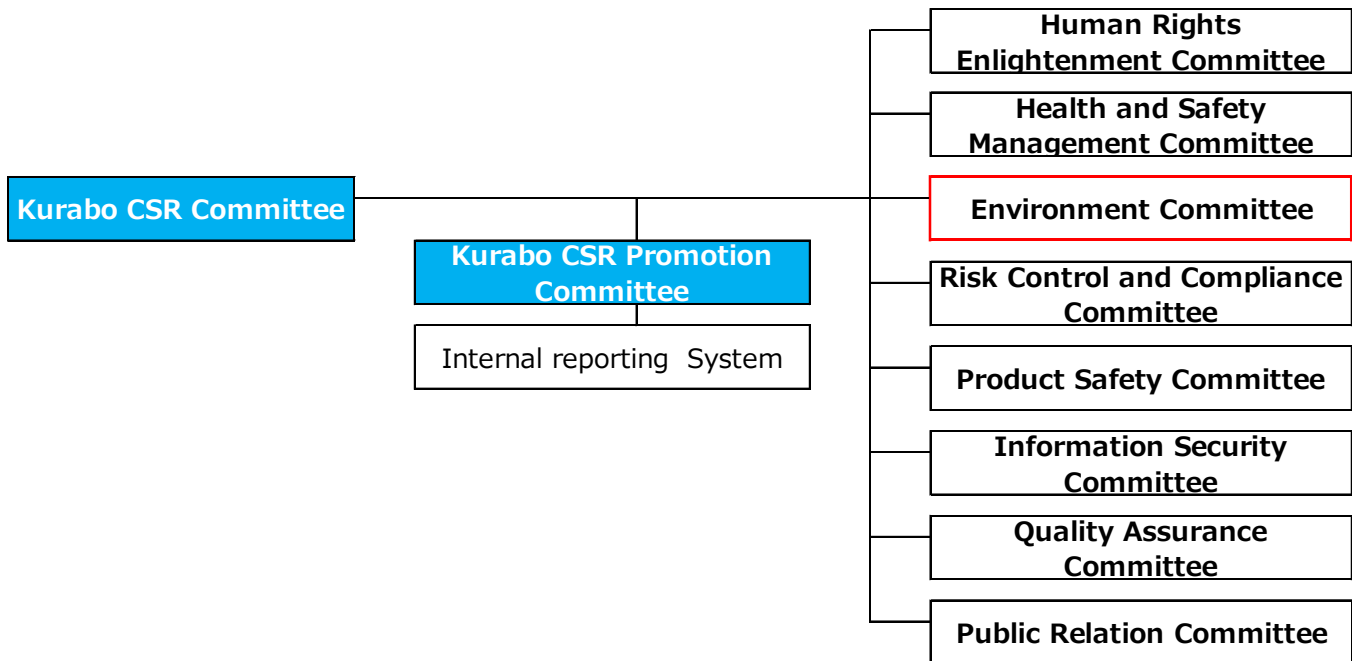 Kurabo CSR Committee
Kurabo CSR Promotion
Committee
Internal reporting System
Human Rights
Enlightenment Committee
Health and Safety
Management Committee
Environment Committee
Risk Control and Compliance
Committee
Product Safety Committee
Information Security
Committee
Quality Assurance
Committee
Public Relation Committee